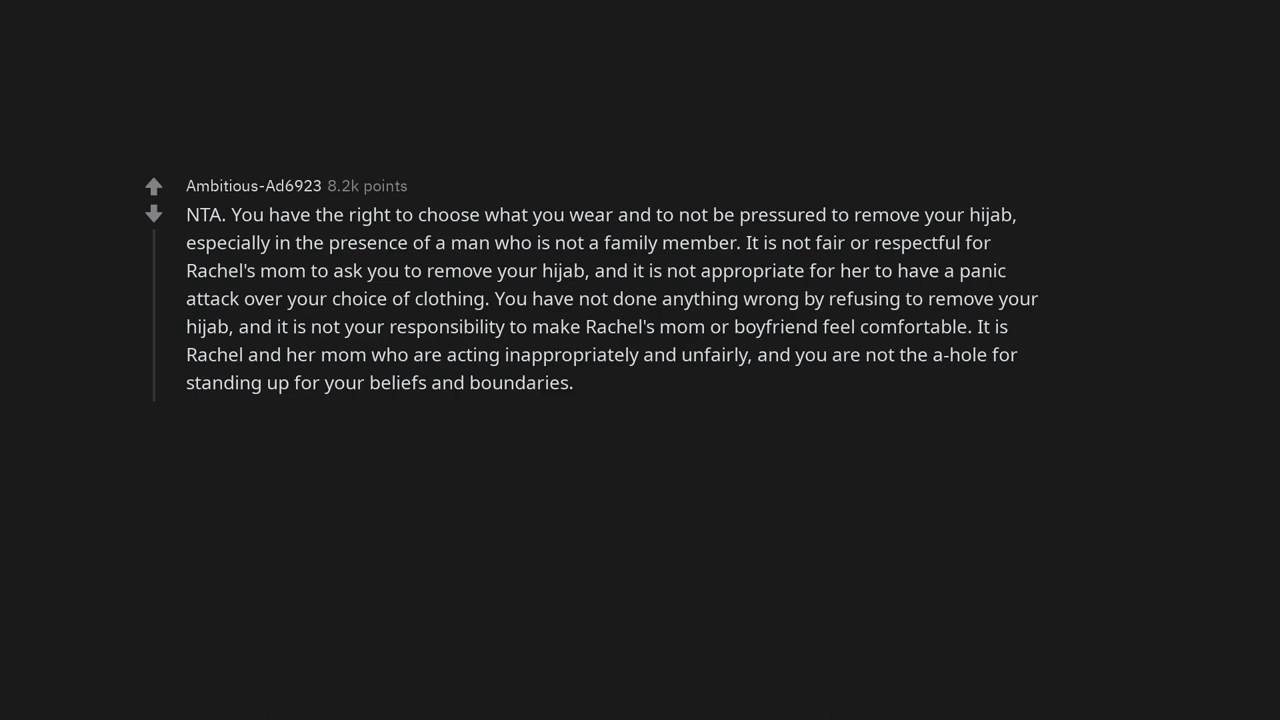 Ambitious-Ad6923 8.2k points
NTA. You have the right to choose what you wear and to not be pressured to remove your hijab,
especially in the presence of a man who is not a family member. It is not fair or respectful for
Rachel's mom to ask you to remove your hijab, and it is not appropriate for her to have a panic
attack over your choice of clothing. You have not done anything wrong by refusing to remove your
hijab, and it is not your responsibility to make Rachel's mom or boyfriend feel comfortable. It is
Rachel and her mom who are acting inappropriately and unfairly, and you are not the a-hole for
standing up for your beliefs and boundaries.